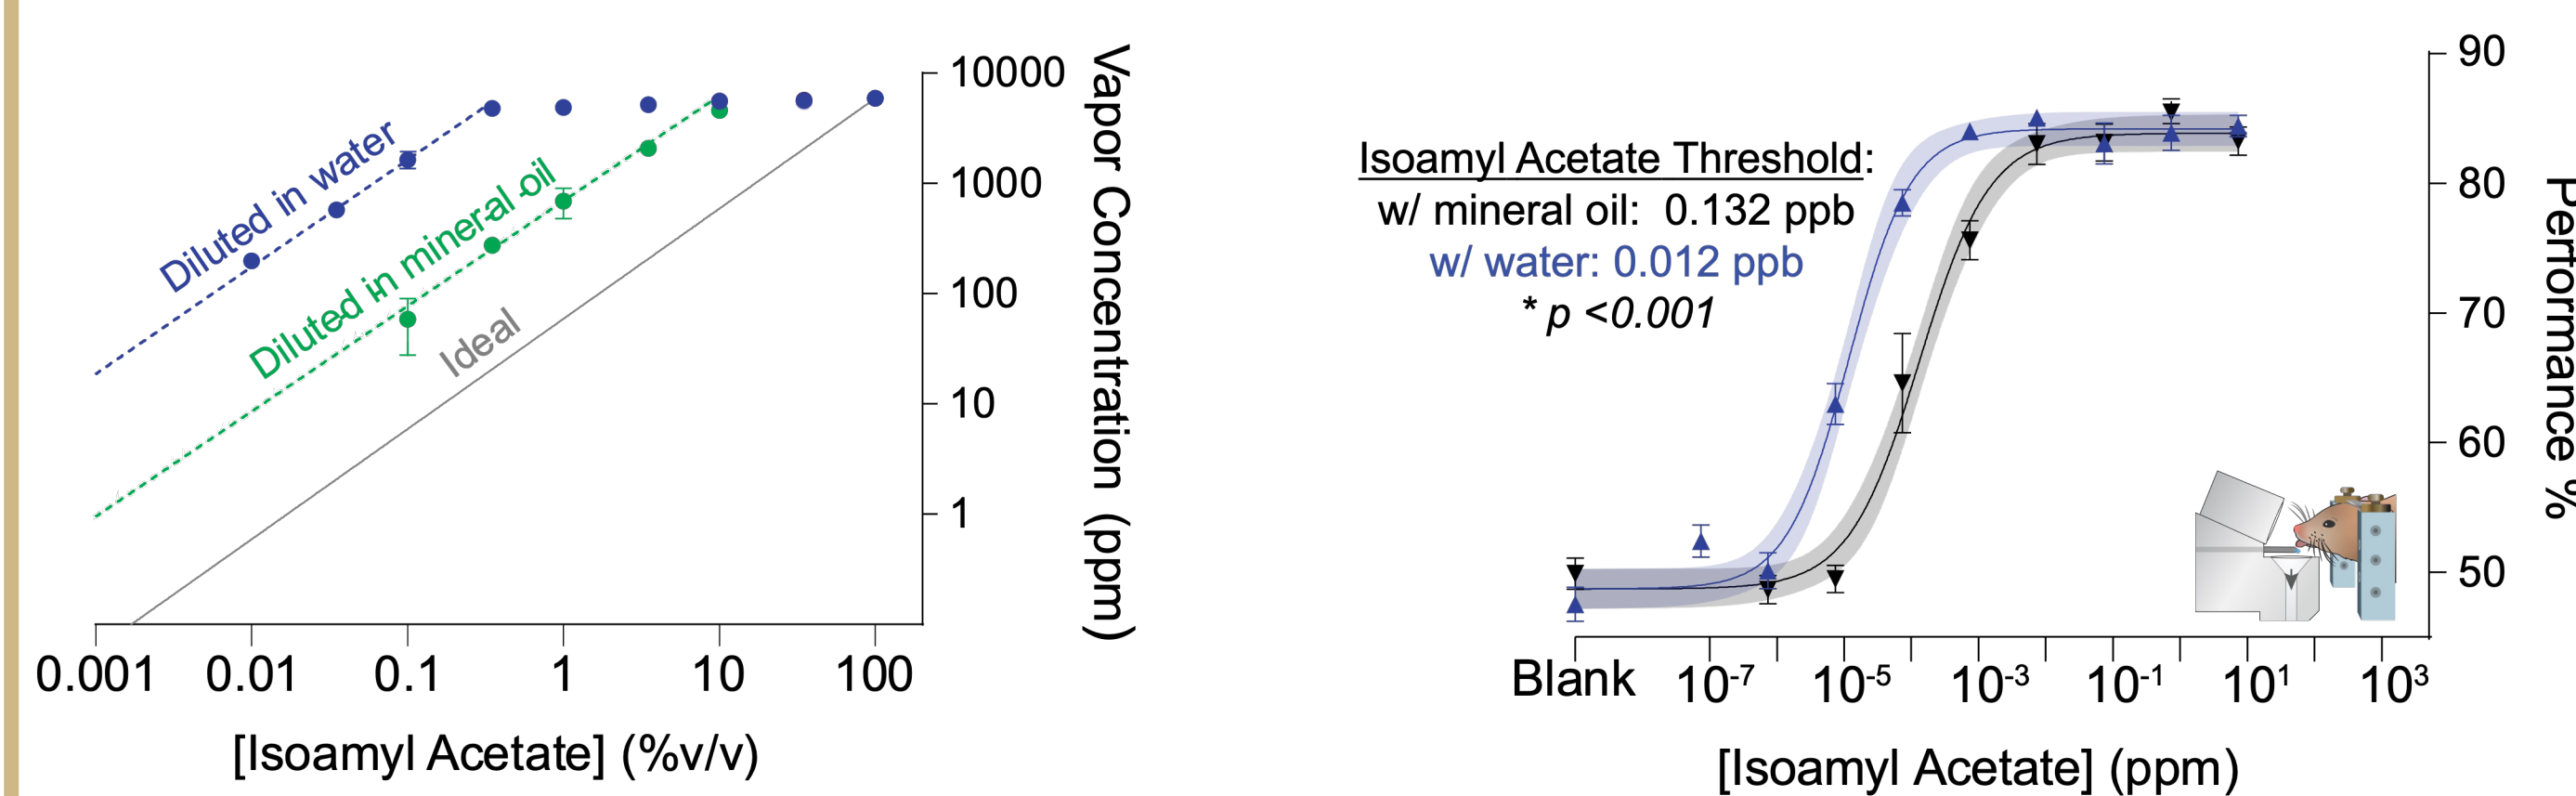 10000
1000
100
10
1
Vapor Concentration (ppm)
Diluted in water
Diluted in mineral oil
Ideal
0.001 0.01 0.1 1 10 100
[Isoamyl Acetate] (%v/v)
Isoamyl Acetate Threshold:
w/ mineral oil: 0.132 ppb
w/ water: 0.012 ppb
* p <0.001
90
80
70
60
50
Performance %
Blank 10-7 10-5 10-3 10-1 101 103
[Isoamyl Acetate] (ppm)